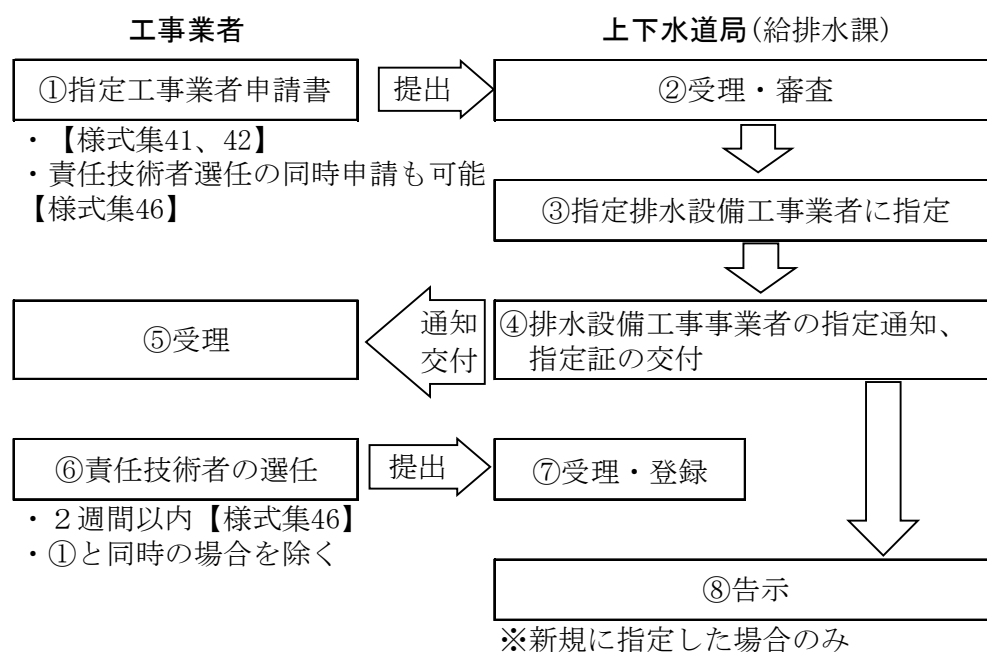 工事業者
上下水道局(給排水課)
①指定工事業者申請書
提出
②受理・審査
・【様式集41、42】
・責任技術者選任の同時申請も可能
【様式集46】
③指定排水設備工事業者に指定
⑤受理
通知
交付
④排水設備工事事業者の指定通知、
指定証の交付
⑥責任技術者の選任
提出
⑦受理・登録
・２週間以内【様式集46】
・①と同時の場合を除く
⑧告示
※新規に指定した場合のみ